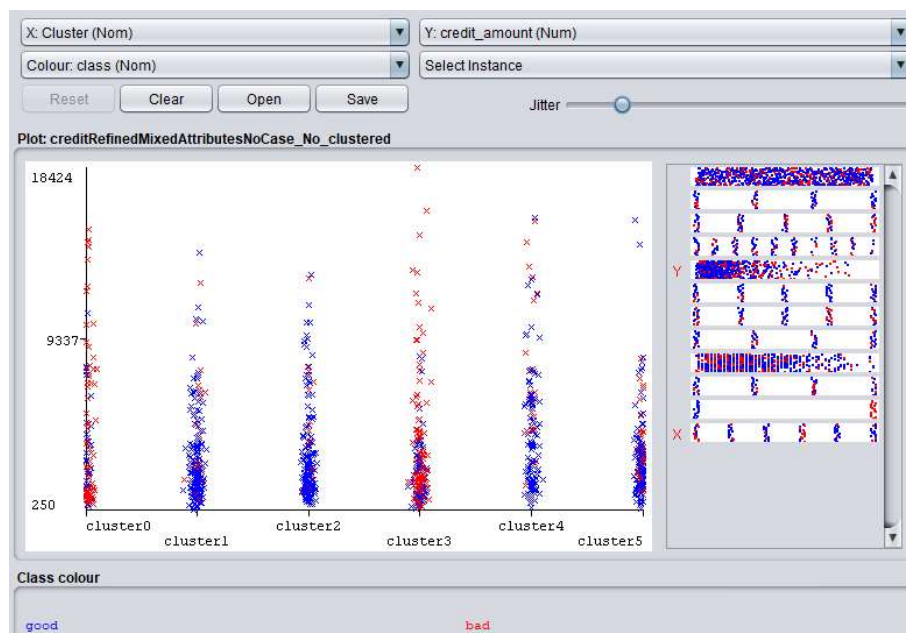 X: Cluster (Nom)
Y: credit_amount (Num)
Colour: class (Nom)
Select Instance
Reset
Clear
Open
Save
Jitter
Plot: creditRefinedMixedAttributesNoCase_No_clustered
18424
9337
250
cluster0
cluster1
cluster2
cluster3
cluster4
cluster5
Y
X
Class colour
good
bad